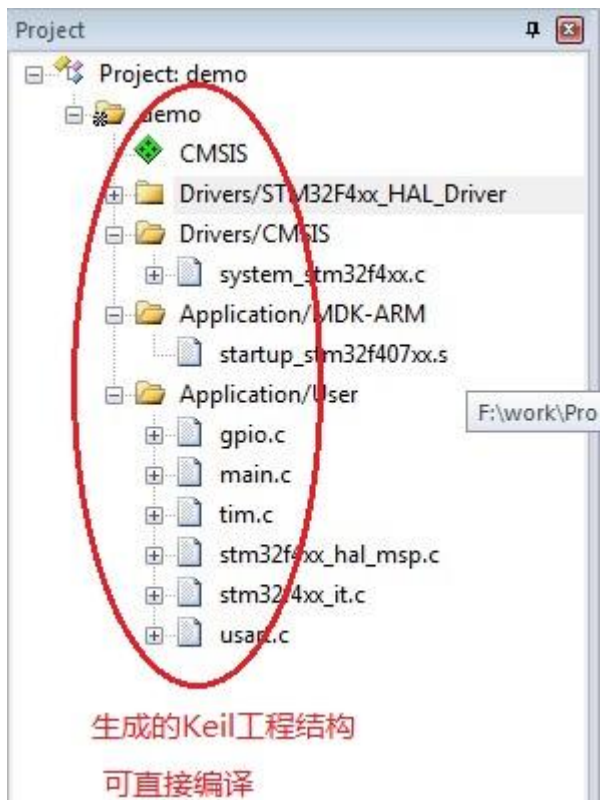 Project
Project: demo
demo
CMSIS
Drivers/STM32F4xx_HAL_Driver
Drivers/CMSIS
system_stm32f4xx.c
Application/MDK-ARM
startup_stm32f407xx.s
Application/User
F:\work\Pro
gpio.c
main.c
tim.c
stm32f4xx_hal_msp.c
stm32f4xx_it.c
usart.c
生成的Keil工程结构
可直接编译